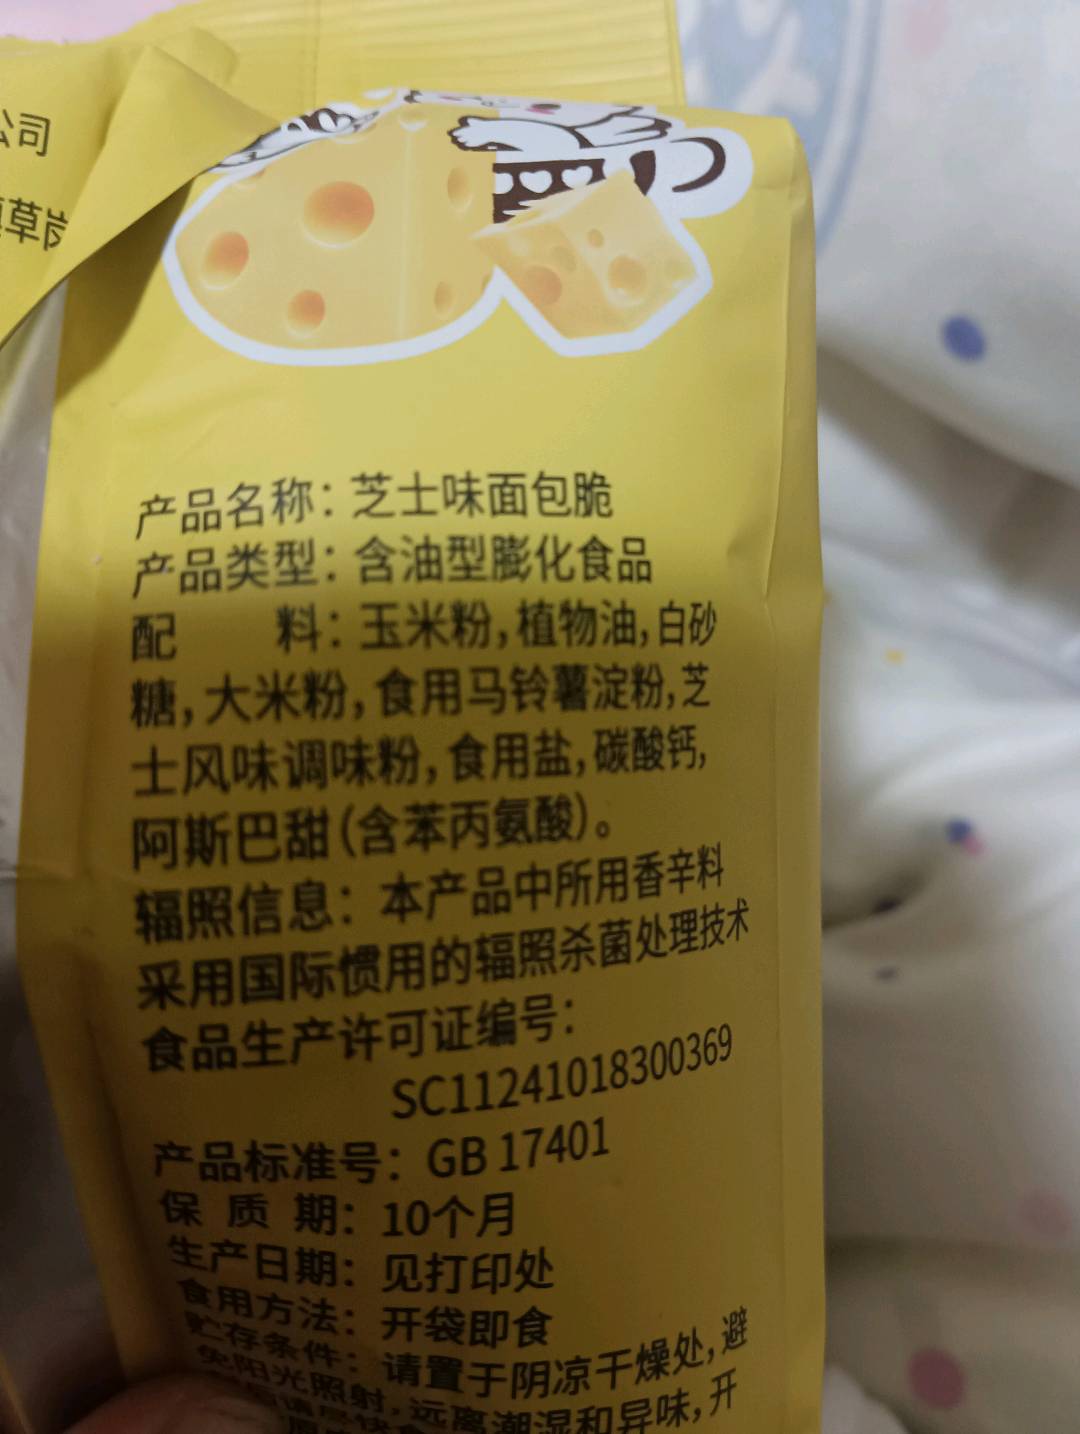 公司
草岗
产品名称：芝士味面包脆
产品类型：含油型膨化食品
配 料：玉米粉，植物油，白砂
糖，大米粉，食用马铃薯淀粉，芝
士风味调味粉，食用盐，碳酸钙，
阿斯巴甜（含苯丙氨酸）。
辐照信息：本产品中所用香辛料
采用国际惯用的辐照杀菌处理技术
食品生产许可证编号：
SC11241018300369
产品标准号：GB 17401
保 质 期：10个月
生产日期：见打印处
食用方法：开袋即食
贮存条件：请置于阴凉干燥处，避
免阳光照射，远离潮湿和异味，开